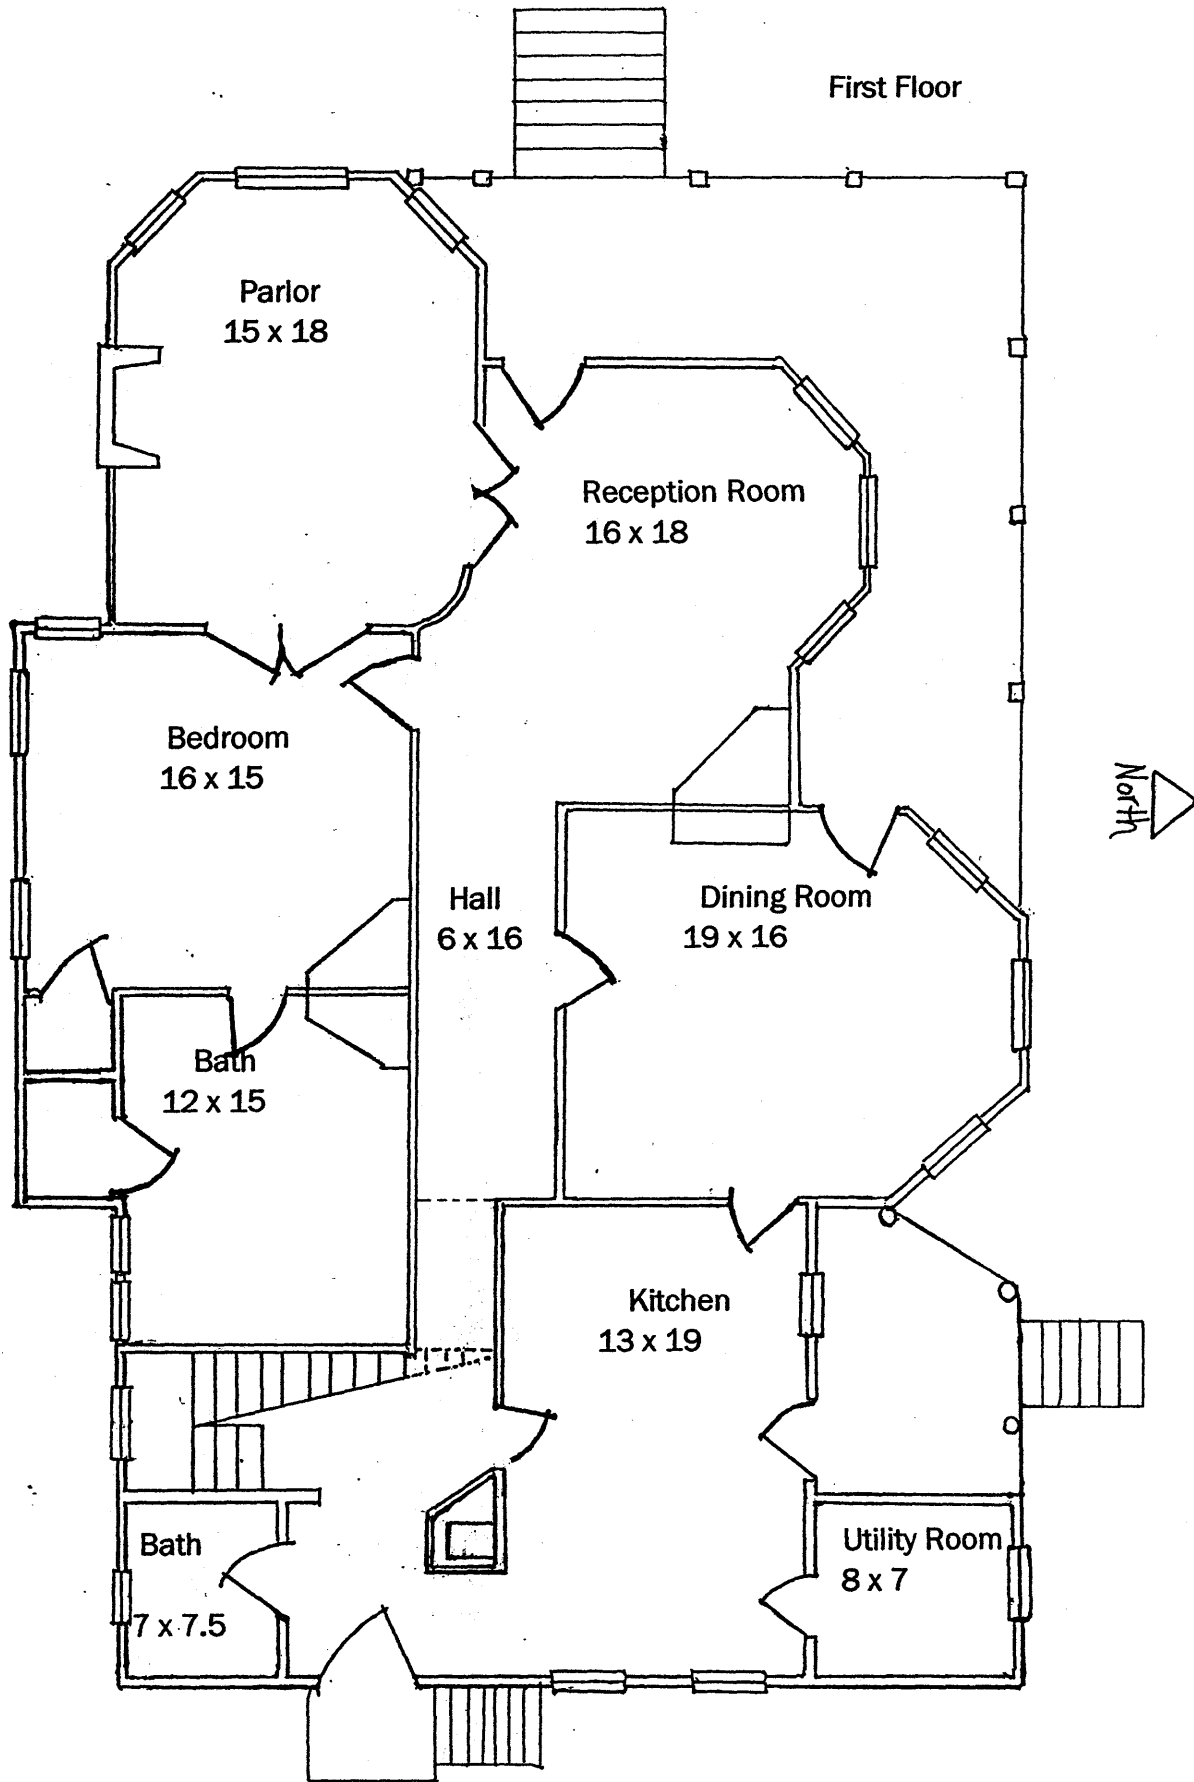 First Floor
Parlor
15 x 18
Reception Room
16 x 18
Bedroom
16 x 15
North
Hall
6 x 16
Dining Room
19 x 16
Bath
12 x 15
Kitchen
13 x 19
Bath
7 x 7.5
Utility Room
8 x 7